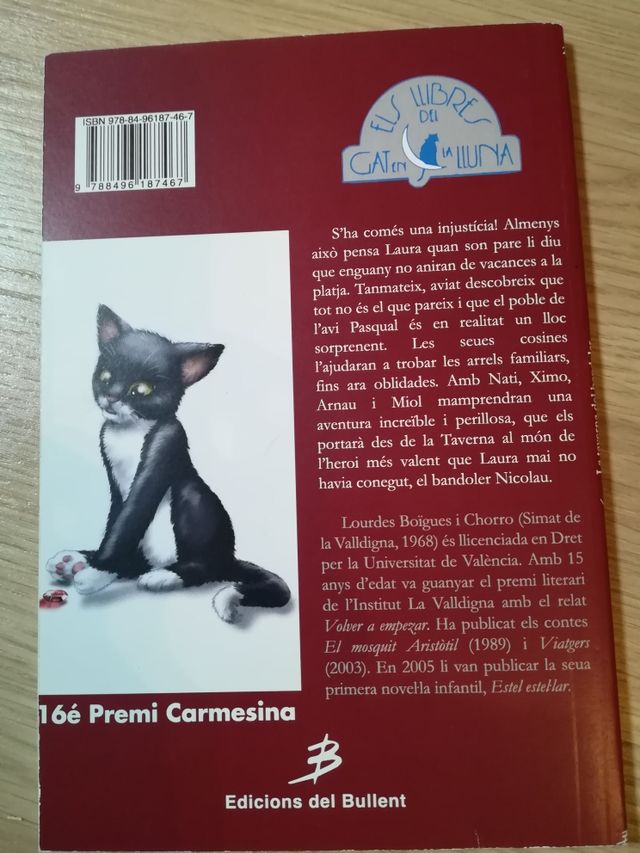 ISBN 978-84-96187-46-7
9 788496 187467
ELS LLIBRES
DEL
GAT EN LA LLUNA
S'ha comés una injustícia! Almenys
això pensa Laura quan son pare li diu
que enguany no aniran de vacances a la
platja. Tanmateix, aviat descobreix que
tot no és el que pareix i que el poble de
l'avi Pasqual és en realitat un lloc
sorprenent. Les seues cosines
l'ajudaran a trobar les arrels familiars,
fins ara oblidades. Amb Nati, Ximo,
Arnau i Miol mamprendran una
aventura increïble i perillosa, que els
portarà des de la Taverna al món de
l'heroi més valent que Laura mai no
havia conegut, el bandoler Nicolau.
Lourdes Boïgues i Chorro (Simat de
la Valldigna, 1968) és llicenciada en Dret
per la Universitat de València. Amb 15
anys d'edat va guanyar el premi literari
de l'Institut La Valldigna amb el relat
Volver a empezar. Ha publicat els contes
El mosquit Aristòtil (1989) i Viatgers
(2003). En 2005 li van publicar la seua
primera novel·la infantil, Estel estel·lar.
16é Premi Carmesina
Edicions del Bullent